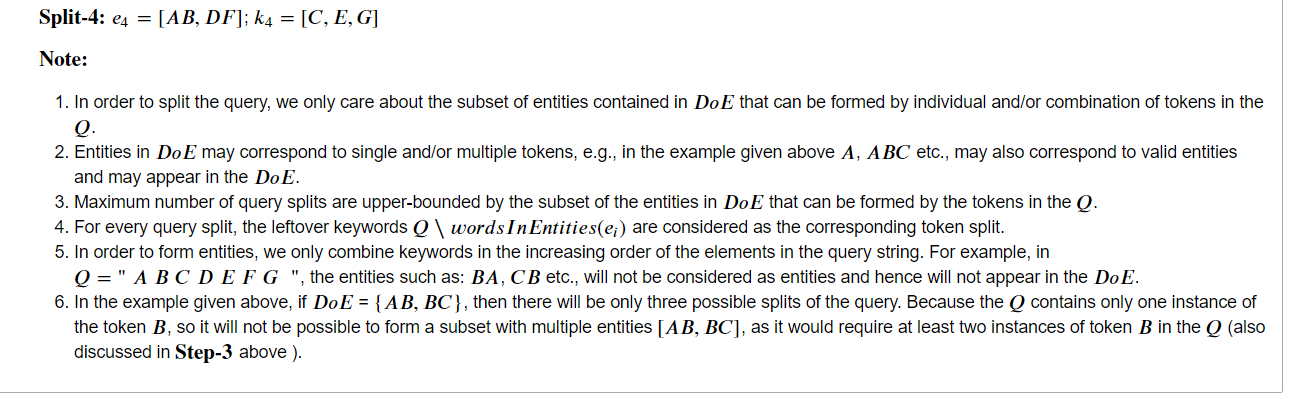 Split-4: e₄ = [AB, DF]; k₄ = [C, E, G]
Note:
1. In order to split the query, we only care about the subset of entities contained in DoE that can be formed by individual and/or combination of tokens in the
Q.
2. Entities in DoE may correspond to single and/or multiple tokens, e.g., in the example given above A, ABC etc., may also correspond to valid entities
and may appear in the DoE.
3. Maximum number of query splits are upper-bounded by the subset of the entities in DoE that can be formed by the tokens in the Q.
4. For every query split, the leftover keywords Q \ wordsInEntities(eᵢ) are considered as the corresponding token split.
5. In order to form entities, we only combine keywords in the increasing order of the elements in the query string. For example, in
Q = " A B C D E F G ", the entities such as: BA, CB etc., will not be considered as entities and hence will not appear in the DoE.
6. In the example given above, if DoE = {AB, BC}, then there will be only three possible splits of the query. Because the Q contains only one instance of
the token B, so it will not be possible to form a subset with multiple entities [AB, BC], as it would require at least two instances of token B in the Q (also
discussed in Step-3 above ).